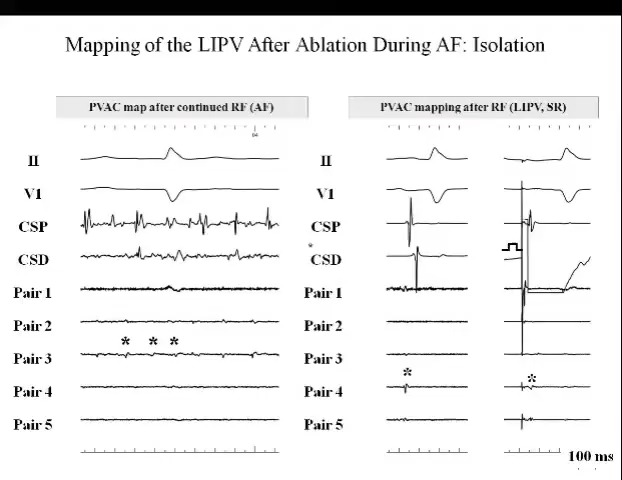 Mapping of the LIPV After Ablation During AF: Isolation
PVAC map after continued RF (AF)
PVAC mapping after RF (LIPV, SR)
II
V1
CSP
CSD
Pair 1
Pair 2
* * *
Pair 3
Pair 4
Pair 5
II
V1
CSP
*
CSD
Pair 1
Pair 2
Pair 3
* *
Pair 4
Pair 5
100 ms